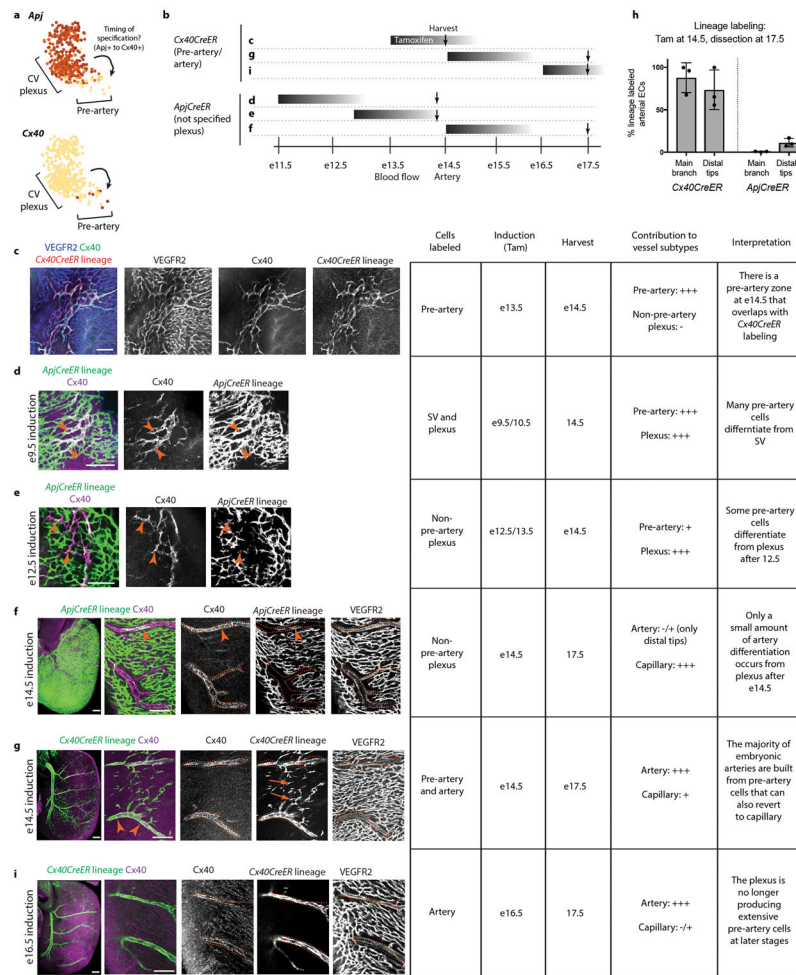 a
Apj
Timing of
specification?
(Apj+ to Cx40+)
CV
plexus
Pre-artery
Cx40
CV
plexus
Pre-artery
b
Harvest
Cx40CreER
(Pre-artery/
artery)
c
Tamoxifen
g
i
ApjCreER
(not specified
plexus)
d
e
f
e11.5 e12.5 e13.5 e14.5 e15.5 e16.5 e17.5
Blood flow Artery
h
Lineage labeling:
Tam at 14.5, dissection at 17.5
% lineage labeled
arterial ECs
100
50
0
Main
branch
Distal
tips
Main
branch
Distal
tips
Cx40CreER ApjCreER
c
VEGFR2 Cx40
Cx40CreER lineage
VEGFR2
Cx40
Cx40CreER lineage
d
ApjCreER lineage
Cx40
Cx40
ApjCreER lineage
e9.5 induction
e
ApjCreER lineage
Cx40
Cx40
ApjCreER lineage
e12.5 induction
f
ApjCreER lineage Cx40
Cx40
ApjCreER lineage
VEGFR2
e14.5 induction
g
Cx40CreER lineage Cx40
Cx40
Cx40CreER lineage
VEGFR2
e14.5 induction
i
Cx40CreER lineage Cx40
Cx40
Cx40CreER lineage
VEGFR2
e16.5 induction
Cells
labeled
Induction
(Tam)
Harvest
Contribution to
vessel subtypes
Interpretation
Pre-artery
e13.5
e14.5
Pre-artery: +++
Non-pre-artery
plexus: -
There is a
pre-artery zone
at e14.5 that
overlaps with
Cx40CreER
labeling
SV and
plexus
e9.5/10.5
14.5
Pre-artery: +++
Plexus: +++
Many pre-artery
cells
differntiate from
SV
Non-
pre-artery
plexus
e12.5/13.5
e14.5
Pre-artery: +
Plexus: +++
Some pre-artery
cells
differentiate
from plexus
after 12.5
Non-
pre-artery
plexus
e14.5
17.5
Artery: -/+ (only
distal tips)
Capillary: +++
Only a
small amount
of artery
differentiation
occurs from
plexus after
e14.5
Pre-artery
and artery
e14.5
e17.5
Artery: +++
Capillary: +
The majority of
embryonic
arteries are built
from pre-artery
cells that can
also revert
to capillary
Artery
e16.5
17.5
Artery: +++
Capillary: -/+
The plexus is
no longer
producing
extensive
pre-artery cells
at later stages